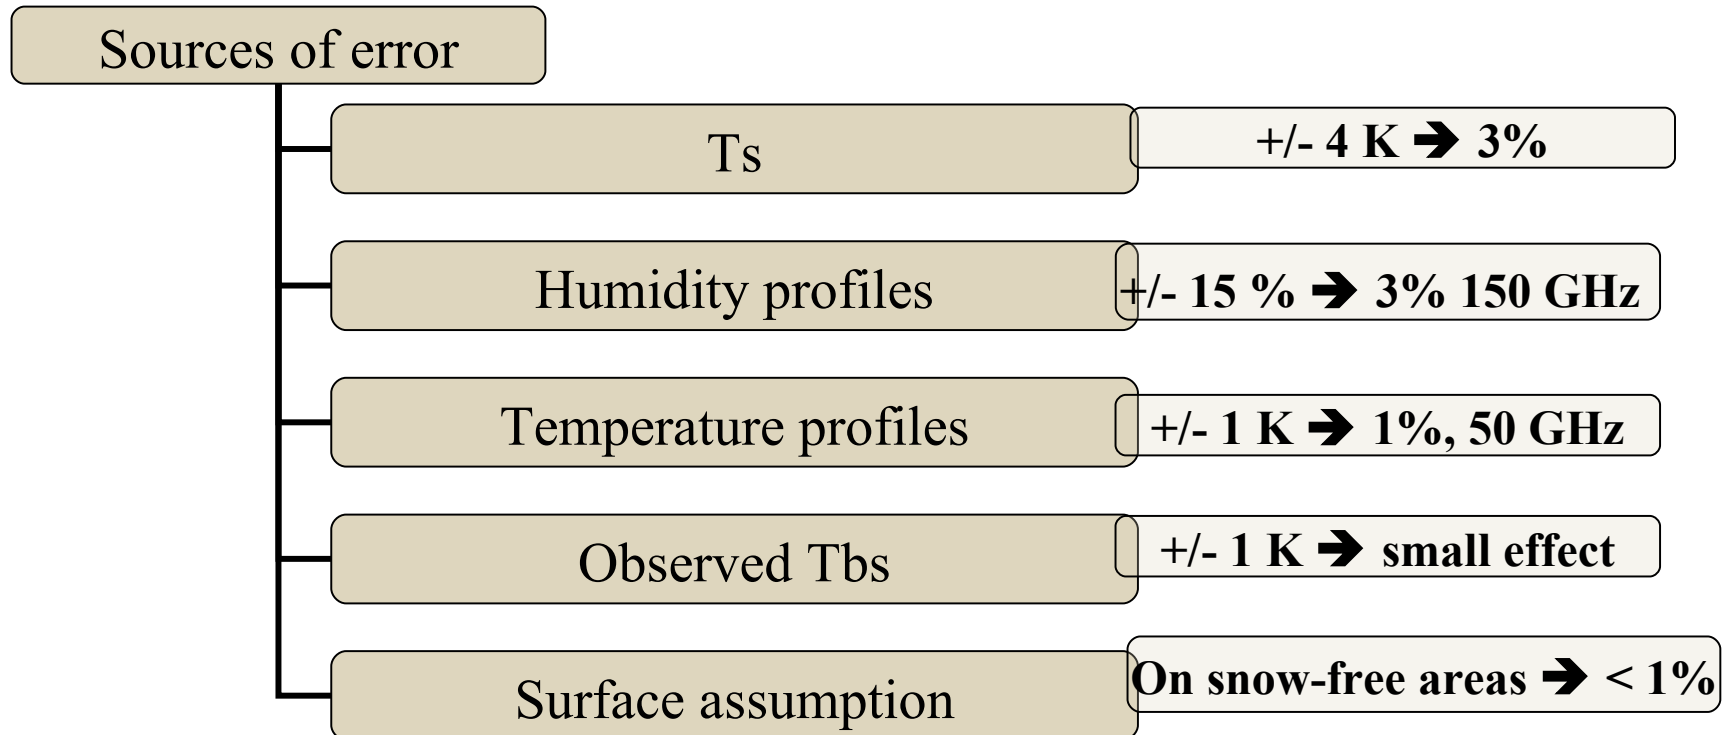 Sources of error
Ts
+/- 4 K ➔ 3%
Humidity profiles
+/- 15 % ➔ 3% 150 GHz
Temperature profiles
+/- 1 K ➔ 1%, 50 GHz
Observed Tbs
+/- 1 K ➔ small effect
Surface assumption
On snow-free areas ➔ < 1%